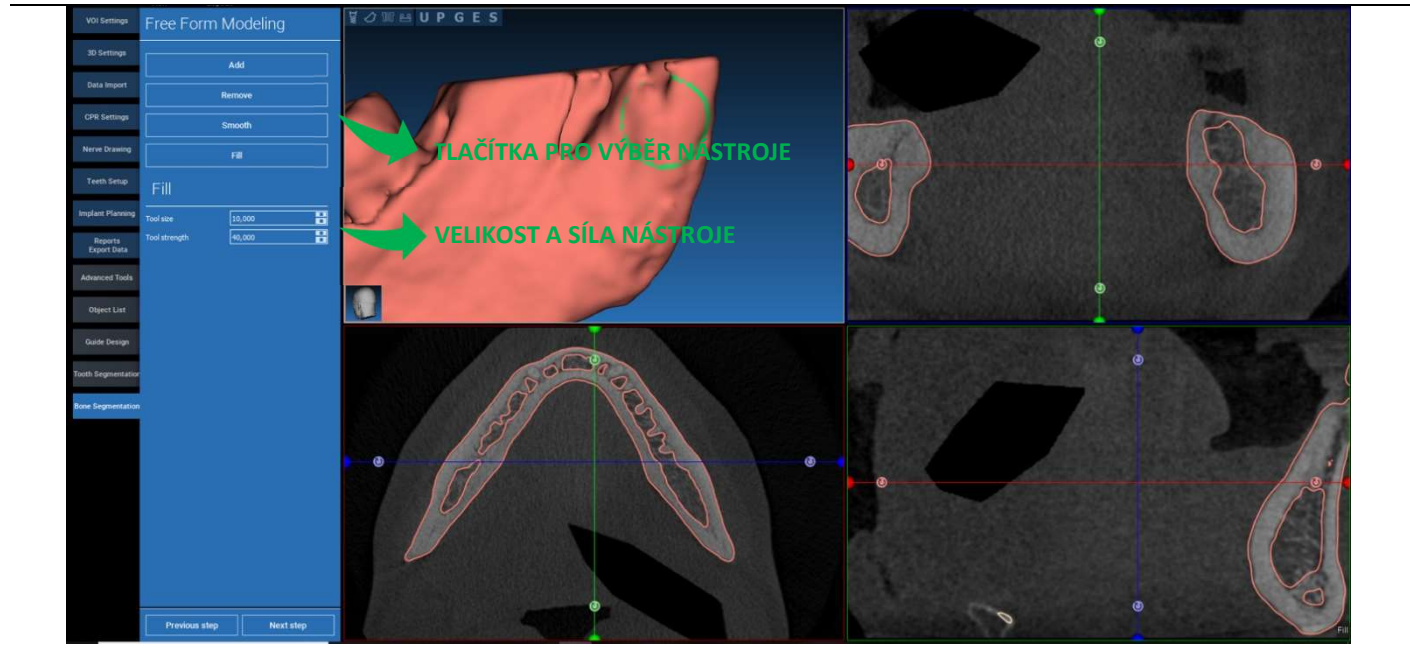 VOI Settings
3D Settings
Data Import
CPR Settings
Nerve Drawing
Teeth Setup
Implant Planning
Reports
Export Data
Advanced Tools
Object List
Guide Design
Tooth Segmentation
Bone Segmentation
Free Form Modeling
Add
Remove
Smooth
Fill
Fill
Tool size 10,000
Tool strength 40,000
Previous step Next step
U P G E S
TLAČÍTKA PRO VÝBĚR NÁSTROJE
VELIKOST A SÍLA NÁSTROJE
Fill